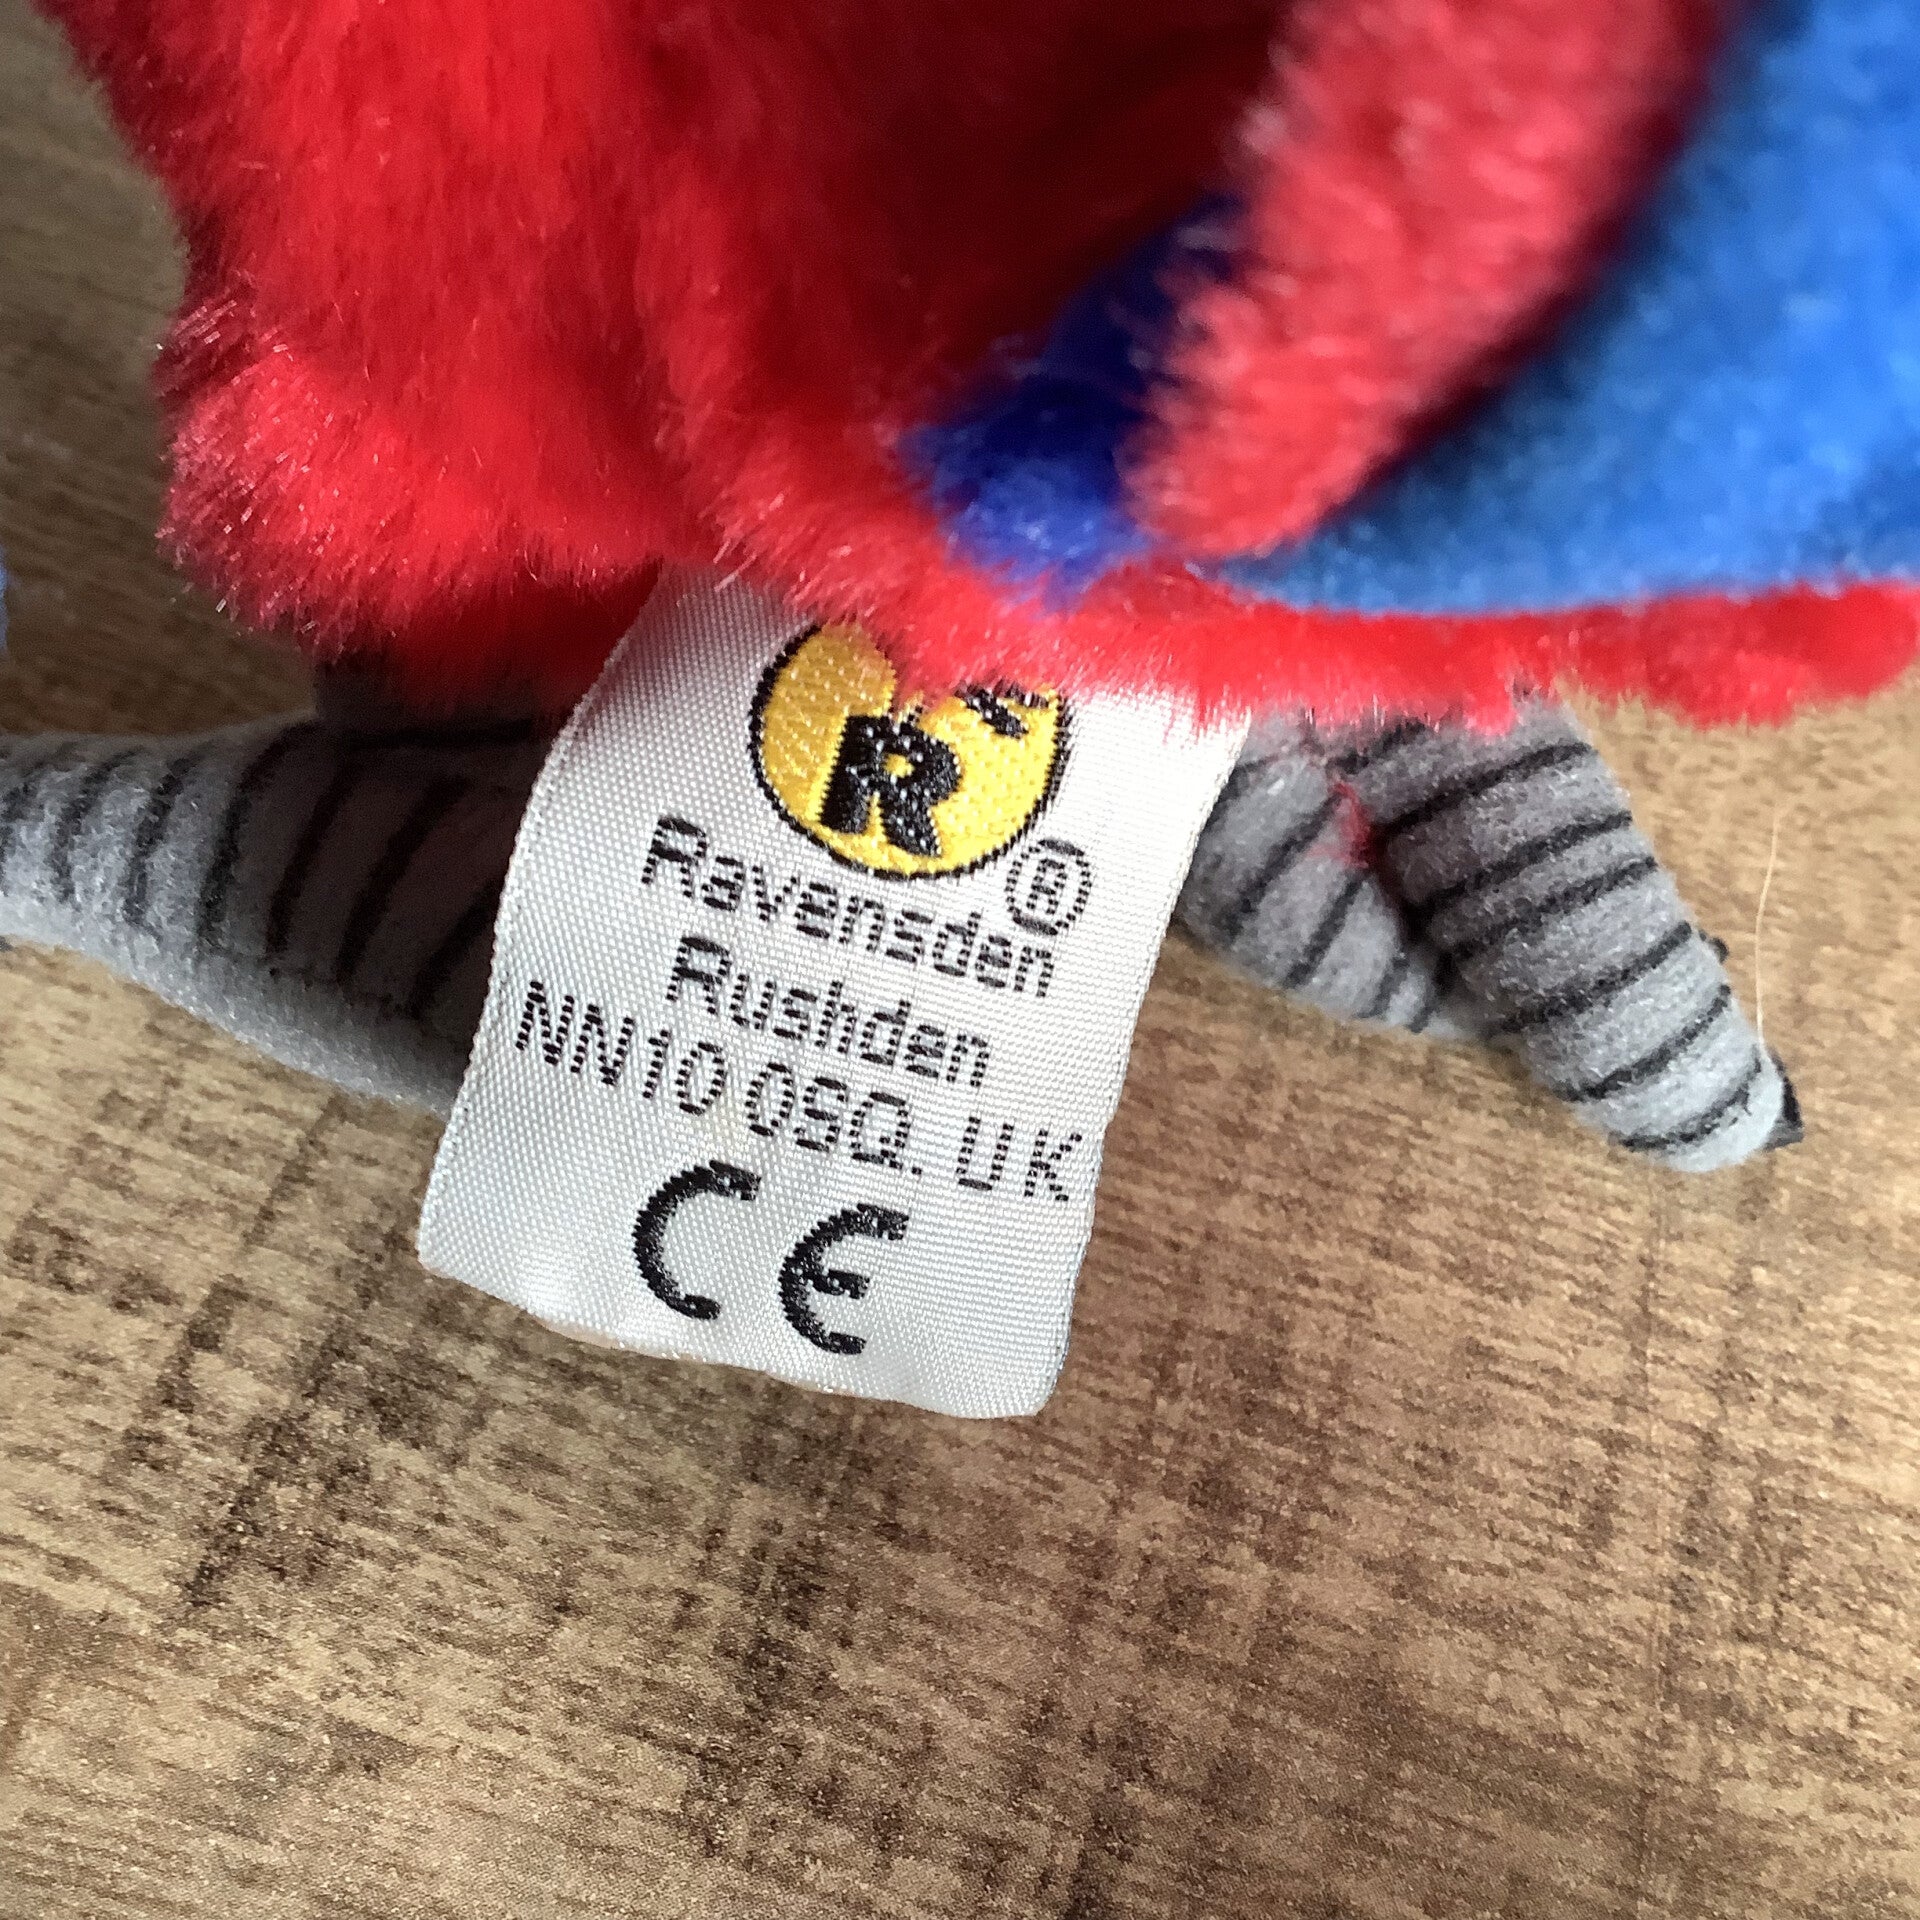 R
®
Ravensden
Rushden
NN10 0SQ. UK
CE